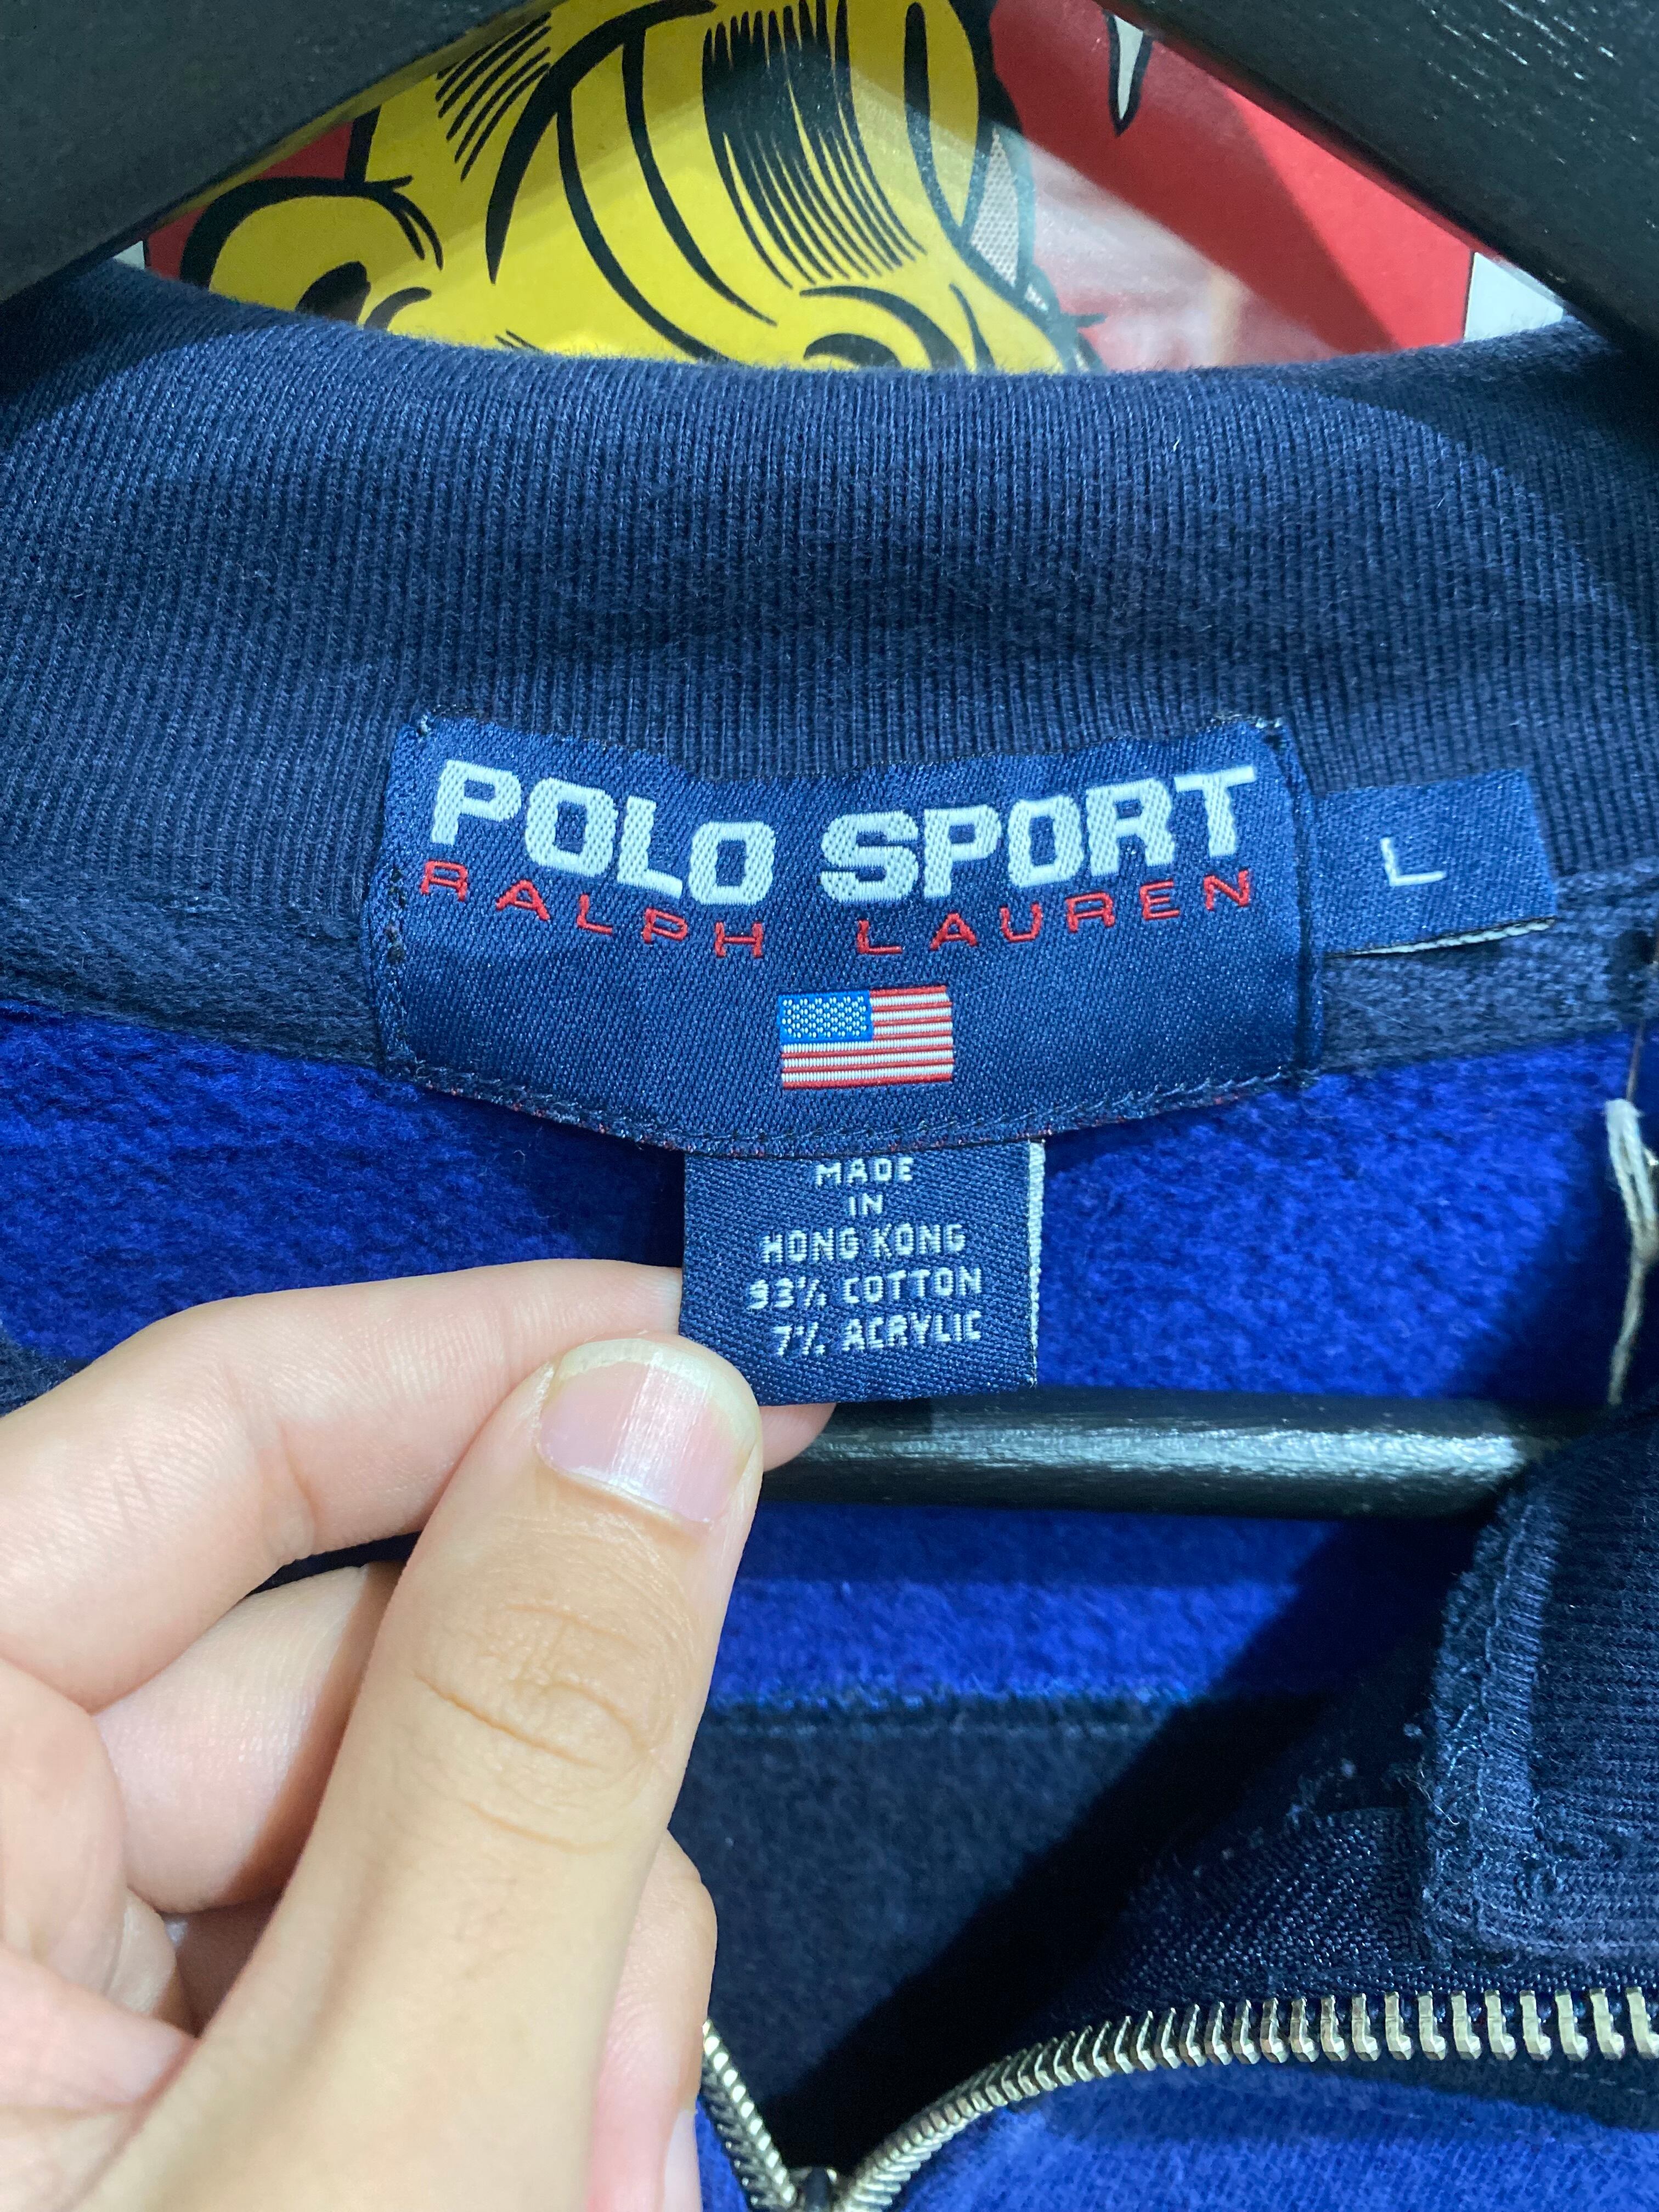 POLO SPORT
RALPH LAUREN
L
MADE
IN
HONG KONG
93% COTTON
7% ACRYLIC